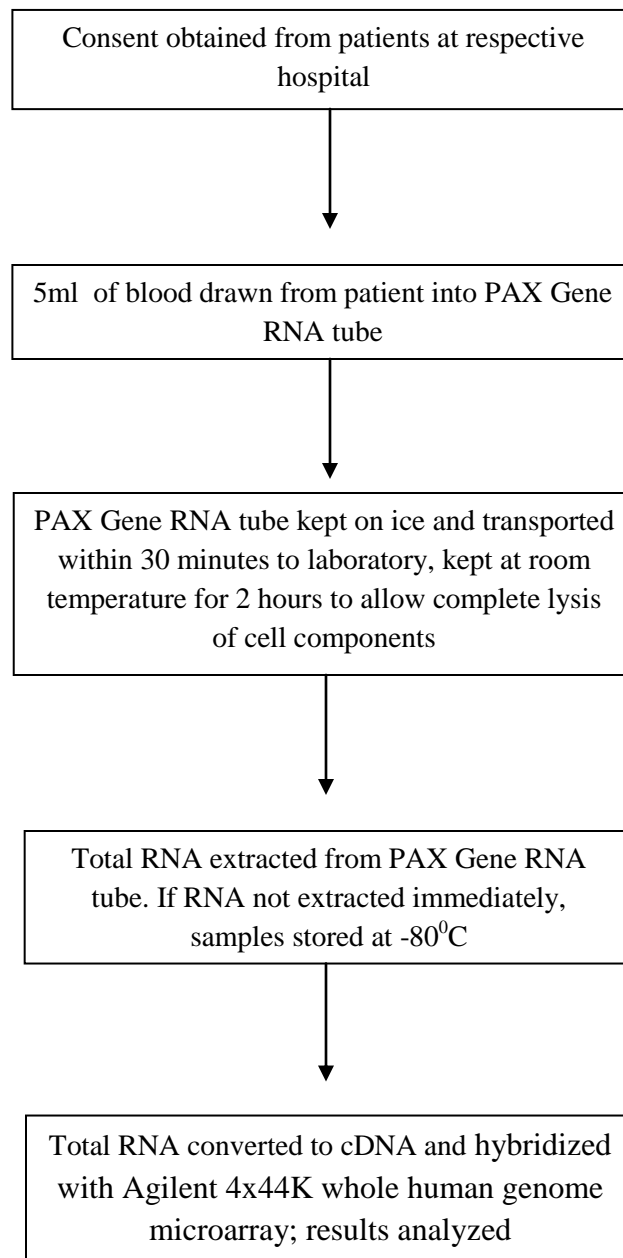 Consent obtained from patients at respective
hospital
5ml  of blood drawn from patient into PAX Gene
RNA tube
PAX Gene RNA tube kept on ice and transported
within 30 minutes to laboratory, kept at room
temperature for 2 hours to allow complete lysis
of cell components
Total RNA extracted from PAX Gene RNA
tube. If RNA not extracted immediately,
samples stored at -80⁰C
Total RNA converted to cDNA and hybridized
with Agilent 4x44K whole human genome
microarray; results analyzed